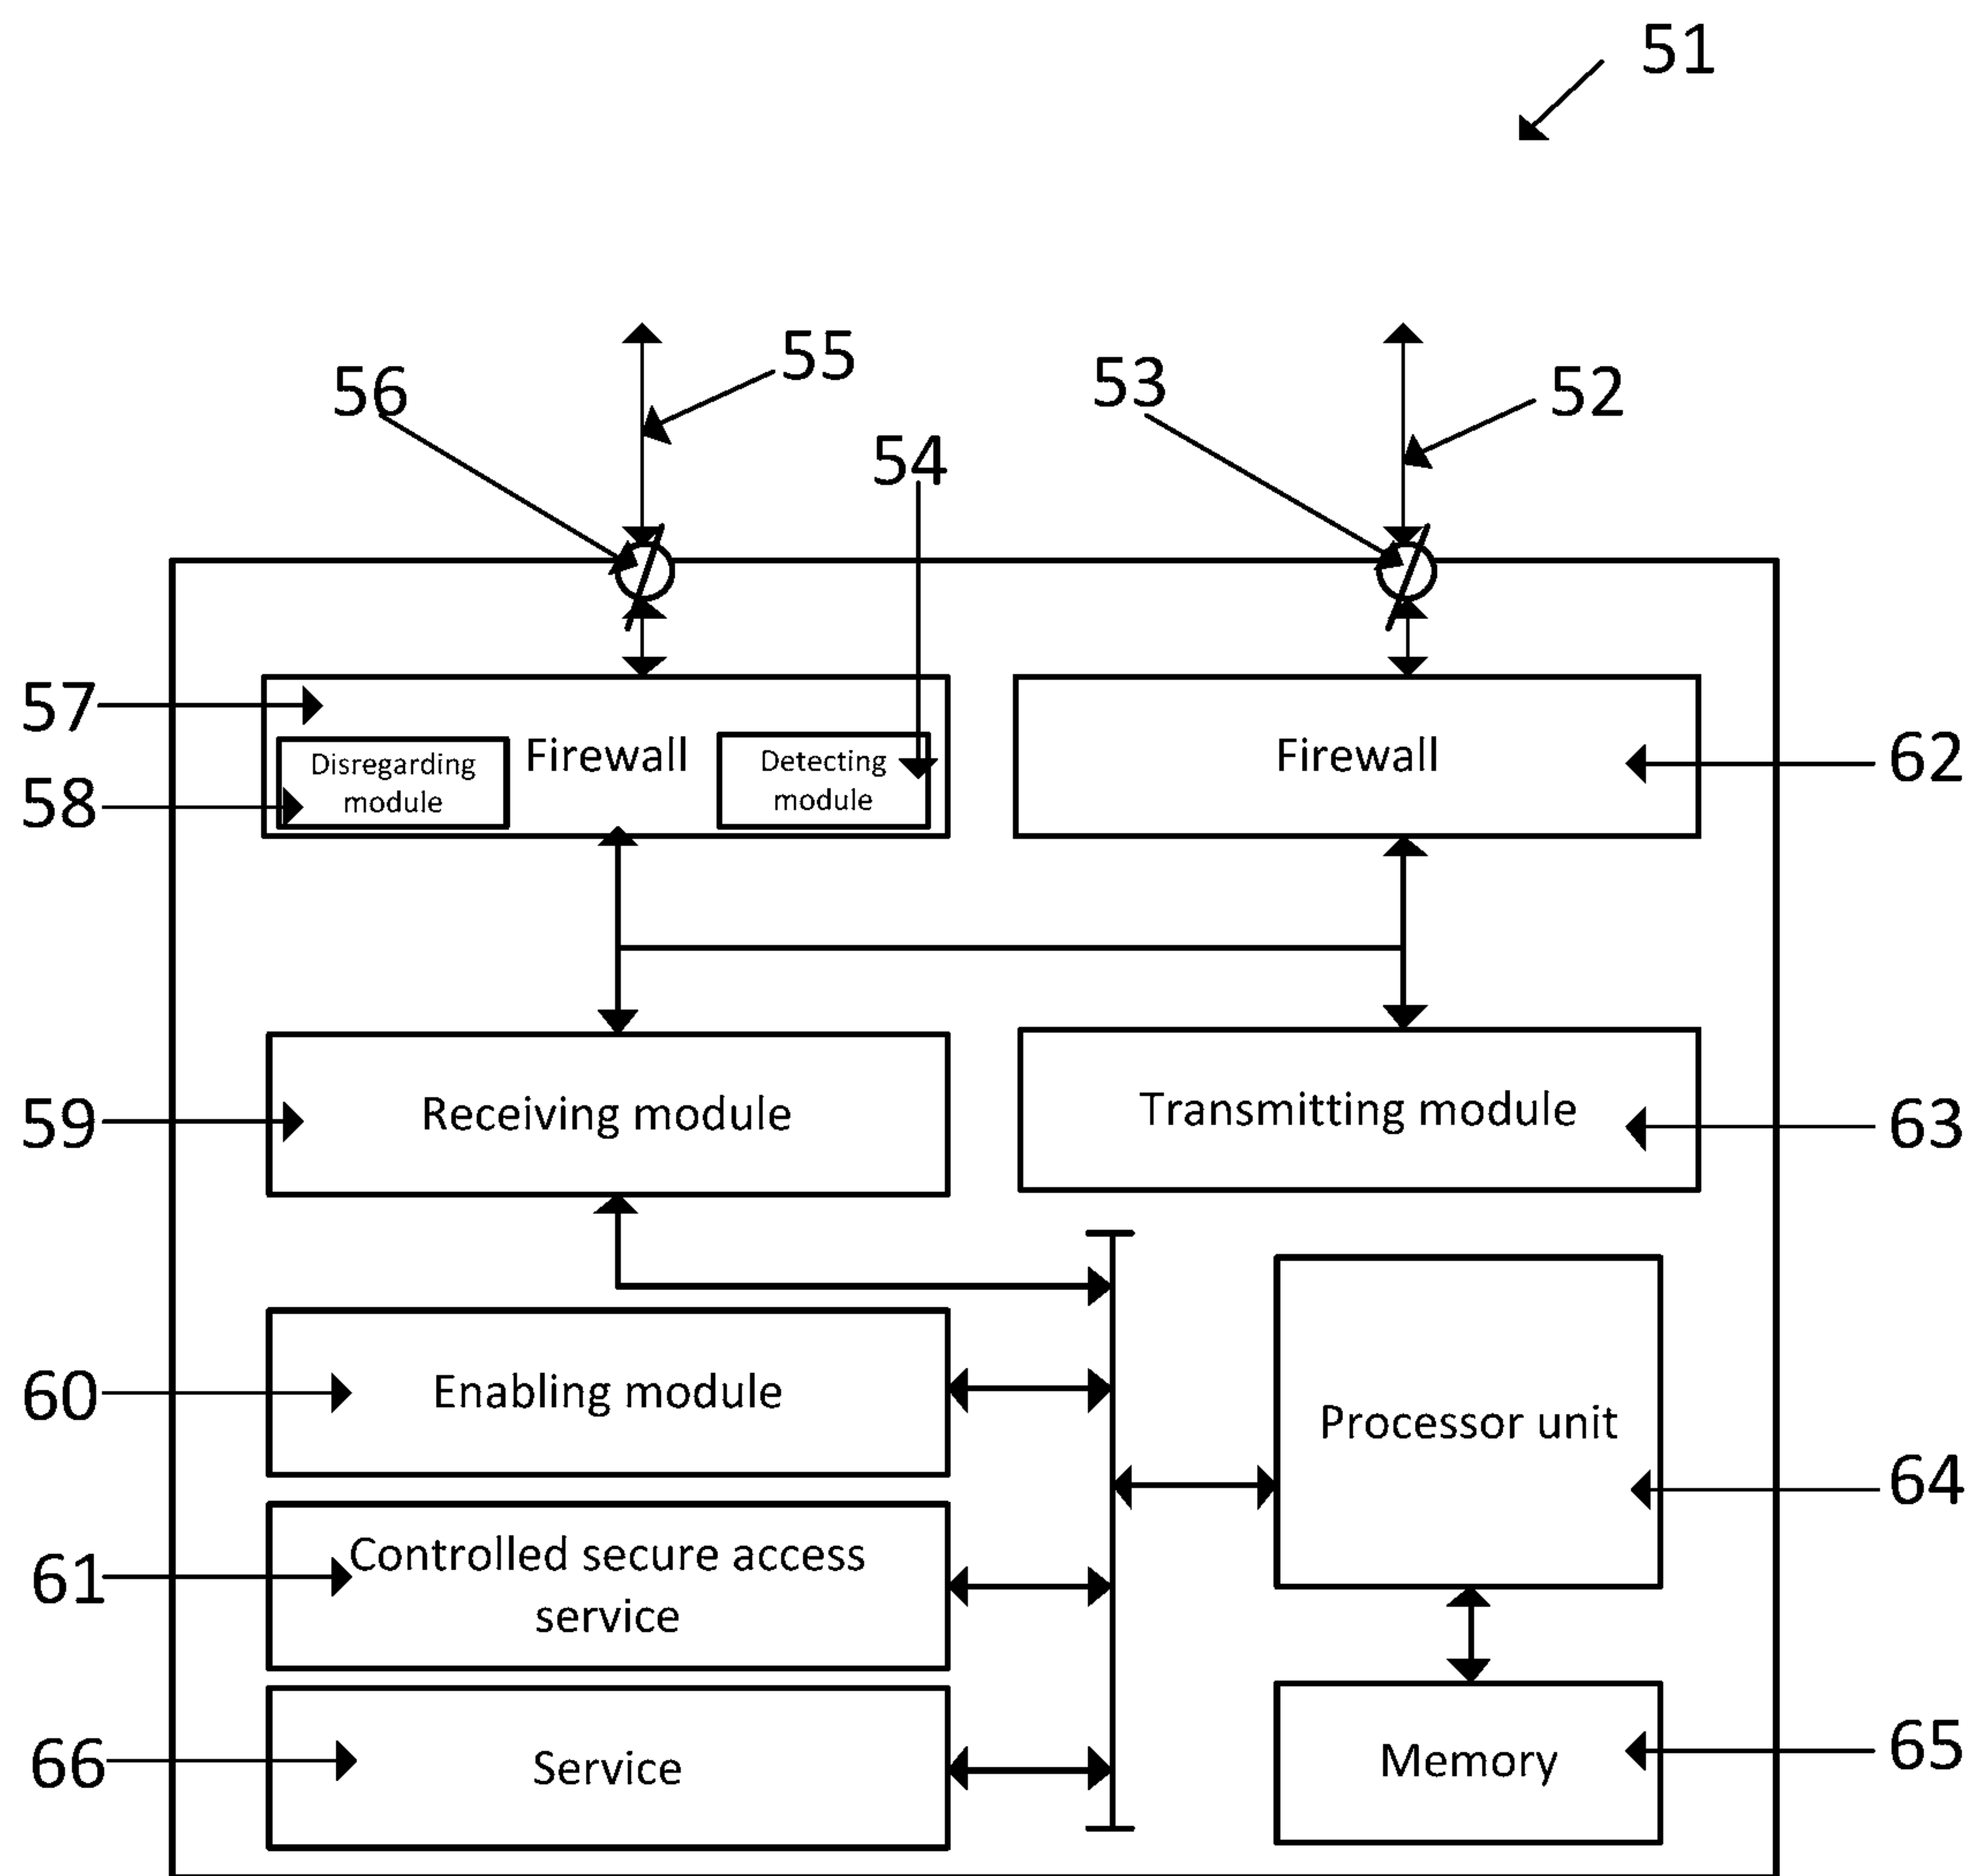 51
55
56
53
52
54
57
Firewall
Disregarding
module
Detecting
module
58
Firewall
62
59
Receiving module
Transmitting module
63
60
Enabling module
Processor unit
64
61
Controlled secure access
service
66
Service
Memory
65